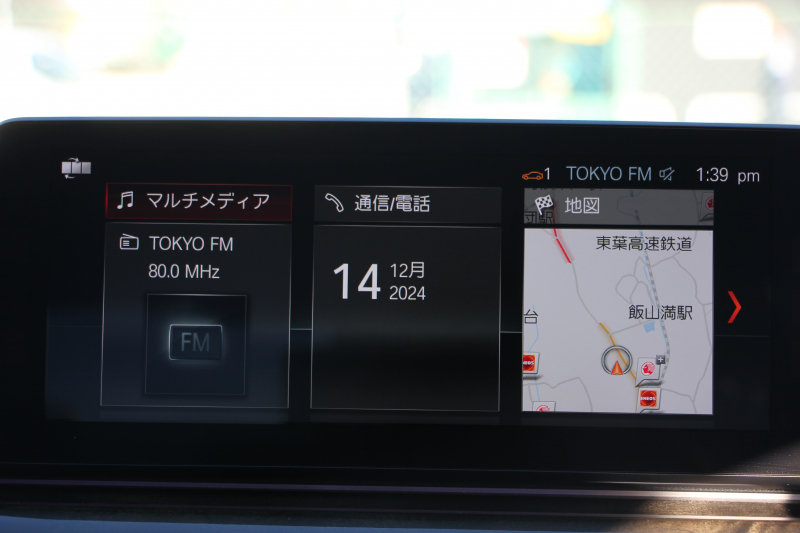 1 TOKYO FM 1:39 pm
マルチメディア
TOKYO FM
80.0 MHz
FM
通信/電話
14 12月
2024
地図
東葉高速鉄道
飯山満駅
台
ENEOS
ENEOS